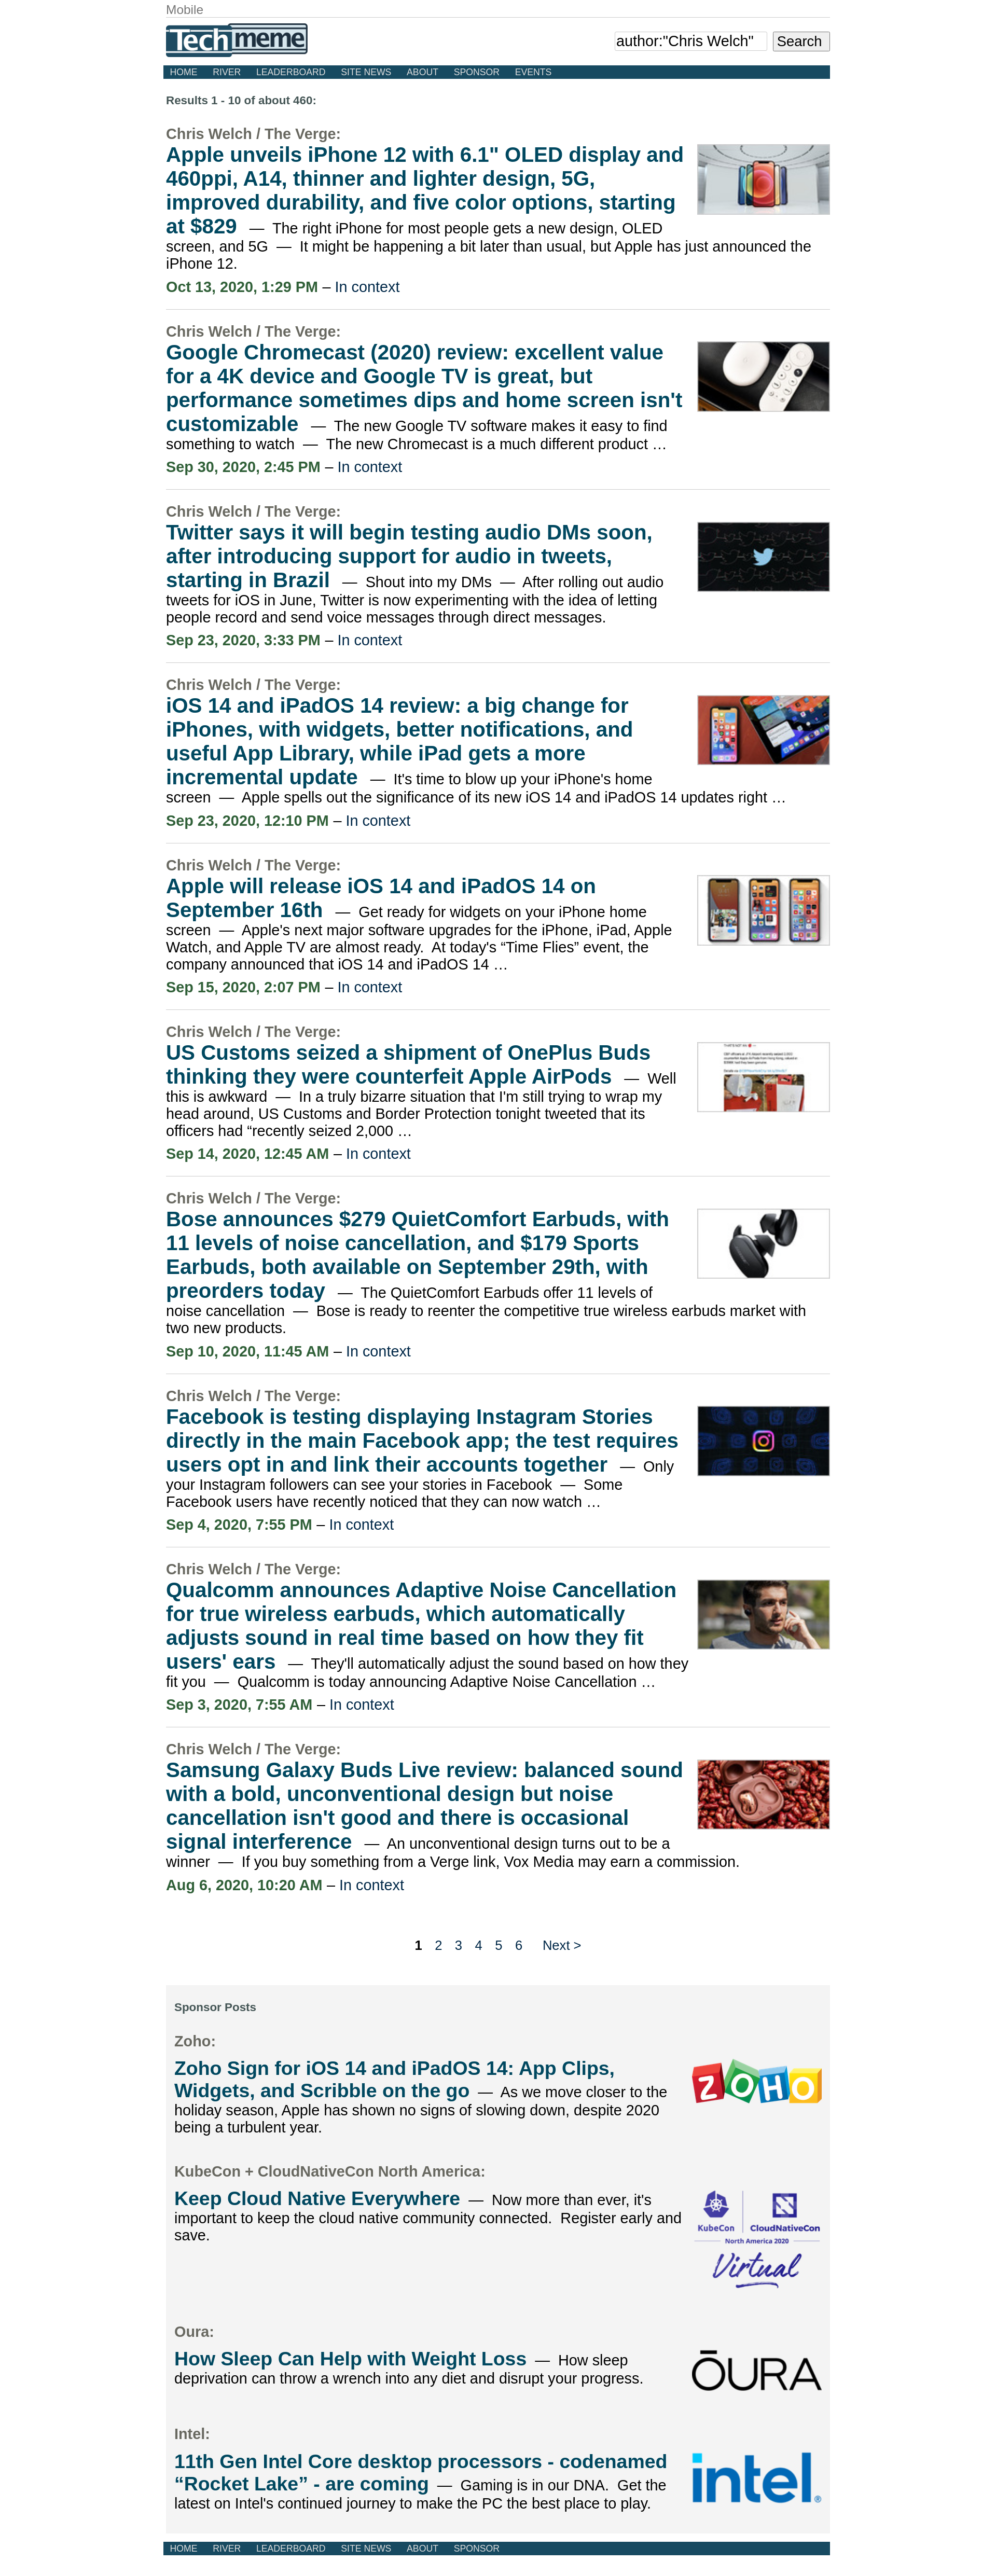 Mobile
Techmeme
author:"Chris Welch" Search
HOME RIVER LEADERBOARD SITE NEWS ABOUT SPONSOR EVENTS
Results 1 - 10 of about 460:
Chris Welch / The Verge:
Apple unveils iPhone 12 with 6.1" OLED display and
460ppi, A14, thinner and lighter design, 5G,
improved durability, and five color options, starting
at $829 — The right iPhone for most people gets a new design, OLED
screen, and 5G — It might be happening a bit later than usual, but Apple has just announced the
iPhone 12.
Oct 13, 2020, 1:29 PM – In context
Chris Welch / The Verge:
Google Chromecast (2020) review: excellent value
for a 4K device and Google TV is great, but
performance sometimes dips and home screen isn't
customizable — The new Google TV software makes it easy to find
something to watch — The new Chromecast is a much different product …
Sep 30, 2020, 2:45 PM – In context
Chris Welch / The Verge:
Twitter says it will begin testing audio DMs soon,
after introducing support for audio in tweets,
starting in Brazil — Shout into my DMs — After rolling out audio
tweets for iOS in June, Twitter is now experimenting with the idea of letting
people record and send voice messages through direct messages.
Sep 23, 2020, 3:33 PM – In context
Chris Welch / The Verge:
iOS 14 and iPadOS 14 review: a big change for
iPhones, with widgets, better notifications, and
useful App Library, while iPad gets a more
incremental update — It's time to blow up your iPhone's home
screen — Apple spells out the significance of its new iOS 14 and iPadOS 14 updates right …
Sep 23, 2020, 12:10 PM – In context
Chris Welch / The Verge:
Apple will release iOS 14 and iPadOS 14 on
September 16th — Get ready for widgets on your iPhone home
screen — Apple's next major software upgrades for the iPhone, iPad, Apple
Watch, and Apple TV are almost ready. At today's “Time Flies” event, the
company announced that iOS 14 and iPadOS 14 …
Sep 15, 2020, 2:07 PM – In context
Chris Welch / The Verge:
US Customs seized a shipment of OnePlus Buds
thinking they were counterfeit Apple AirPods — Well
this is awkward — In a truly bizarre situation that I'm still trying to wrap my
head around, US Customs and Border Protection tonight tweeted that its
officers had “recently seized 2,000 …
Sep 14, 2020, 12:45 AM – In context
Chris Welch / The Verge:
Bose announces $279 QuietComfort Earbuds, with
11 levels of noise cancellation, and $179 Sports
Earbuds, both available on September 29th, with
preorders today — The QuietComfort Earbuds offer 11 levels of
noise cancellation — Bose is ready to reenter the competitive true wireless earbuds market with
two new products.
Sep 10, 2020, 11:45 AM – In context
Chris Welch / The Verge:
Facebook is testing displaying Instagram Stories
directly in the main Facebook app; the test requires
users opt in and link their accounts together — Only
your Instagram followers can see your stories in Facebook — Some
Facebook users have recently noticed that they can now watch …
Sep 4, 2020, 7:55 PM – In context
Chris Welch / The Verge:
Qualcomm announces Adaptive Noise Cancellation
for true wireless earbuds, which automatically
adjusts sound in real time based on how they fit
users' ears — They'll automatically adjust the sound based on how they
fit you — Qualcomm is today announcing Adaptive Noise Cancellation …
Sep 3, 2020, 7:55 AM – In context
Chris Welch / The Verge:
Samsung Galaxy Buds Live review: balanced sound
with a bold, unconventional design but noise
cancellation isn't good and there is occasional
signal interference — An unconventional design turns out to be a
winner — If you buy something from a Verge link, Vox Media may earn a commission.
Aug 6, 2020, 10:20 AM – In context
1 2 3 4 5 6 Next >
Sponsor Posts
Zoho:
Zoho Sign for iOS 14 and iPadOS 14: App Clips,
Widgets, and Scribble on the go — As we move closer to the
holiday season, Apple has shown no signs of slowing down, despite 2020
being a turbulent year.
ZOHO
KubeCon + CloudNativeCon North America:
Keep Cloud Native Everywhere — Now more than ever, it's
important to keep the cloud native community connected. Register early and
save.
KubeCon CloudNativeCon
North America 2020
Virtual
Oura:
How Sleep Can Help with Weight Loss — How sleep
deprivation can throw a wrench into any diet and disrupt your progress.
ŌURA
Intel:
11th Gen Intel Core desktop processors - codenamed
“Rocket Lake” - are coming — Gaming is in our DNA. Get the
latest on Intel's continued journey to make the PC the best place to play.
intel®
HOME RIVER LEADERBOARD SITE NEWS ABOUT SPONSOR